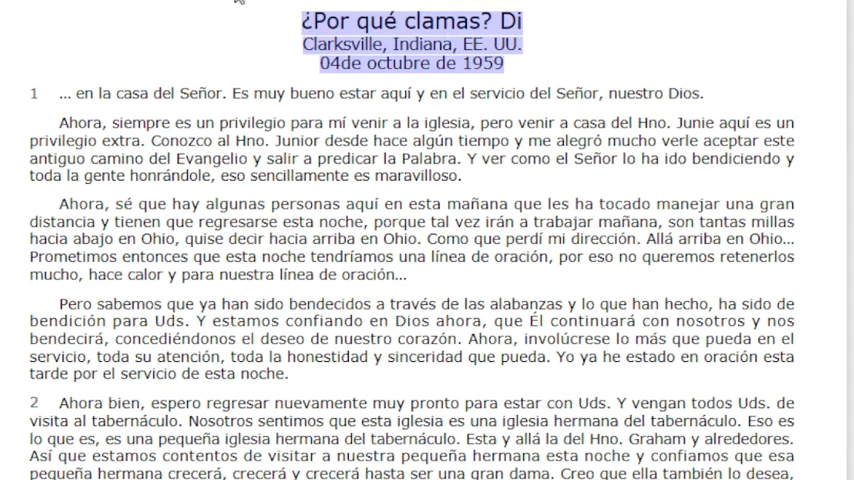 ¿Por qué clamas? Di
Clarksville, Indiana, EE. UU.
04de octubre de 1959
1 ... en la casa del Señor. Es muy bueno estar aquí y en el servicio del Señor, nuestro Dios.
Ahora, siempre es un privilegio para mí venir a la iglesia, pero venir a casa del Hno. Junie aquí es un
privilegio extra. Conozco al Hno. Junior desde hace algún tiempo y me alegró mucho verle aceptar este
antiguo camino del Evangelio y salir a predicar la Palabra. Y ver como el Señor lo ha ido bendiciendo y
toda la gente honrándole, eso sencillamente es maravilloso.
Ahora, sé que hay algunas personas aquí en esta mañana que les ha tocado manejar una gran
distancia y tienen que regresarse esta noche, porque tal vez irán a trabajar mañana, son tantas millas
hacia abajo en Ohio, quise decir hacia arriba en Ohio. Como que perdí mi dirección. Allá arriba en Ohio...
Prometimos entonces que esta noche tendríamos una línea de oración, por eso no queremos retenerlos
mucho, hace calor y para nuestra línea de oración...
Pero sabemos que ya han sido bendecidos a través de las alabanzas y lo que han hecho, ha sido de
bendición para Uds. Y estamos confiando en Dios ahora, que Él continuará con nosotros y nos
bendecirá, concediéndonos el deseo de nuestro corazón. Ahora, involúcrese lo más que pueda en el
servicio, toda su atención, toda la honestidad y sinceridad que pueda. Yo ya he estado en oración esta
tarde por el servicio de esta noche.
2 Ahora bien, espero regresar nuevamente muy pronto para estar con Uds. Y vengan todos Uds. de
visita al tabernáculo. Nosotros sentimos que esta iglesia es una iglesia hermana del tabernáculo. Eso es
lo que es, es una pequeña iglesia hermana del tabernáculo. Esta y allá la del Hno. Graham y alrededores.
Así que estamos contentos de visitar a nuestra pequeña hermana esta noche y confiamos que esa
pequeña hermana crecerá, crecerá y crecerá hasta ser una gran dama. Creo que ella también lo desea,